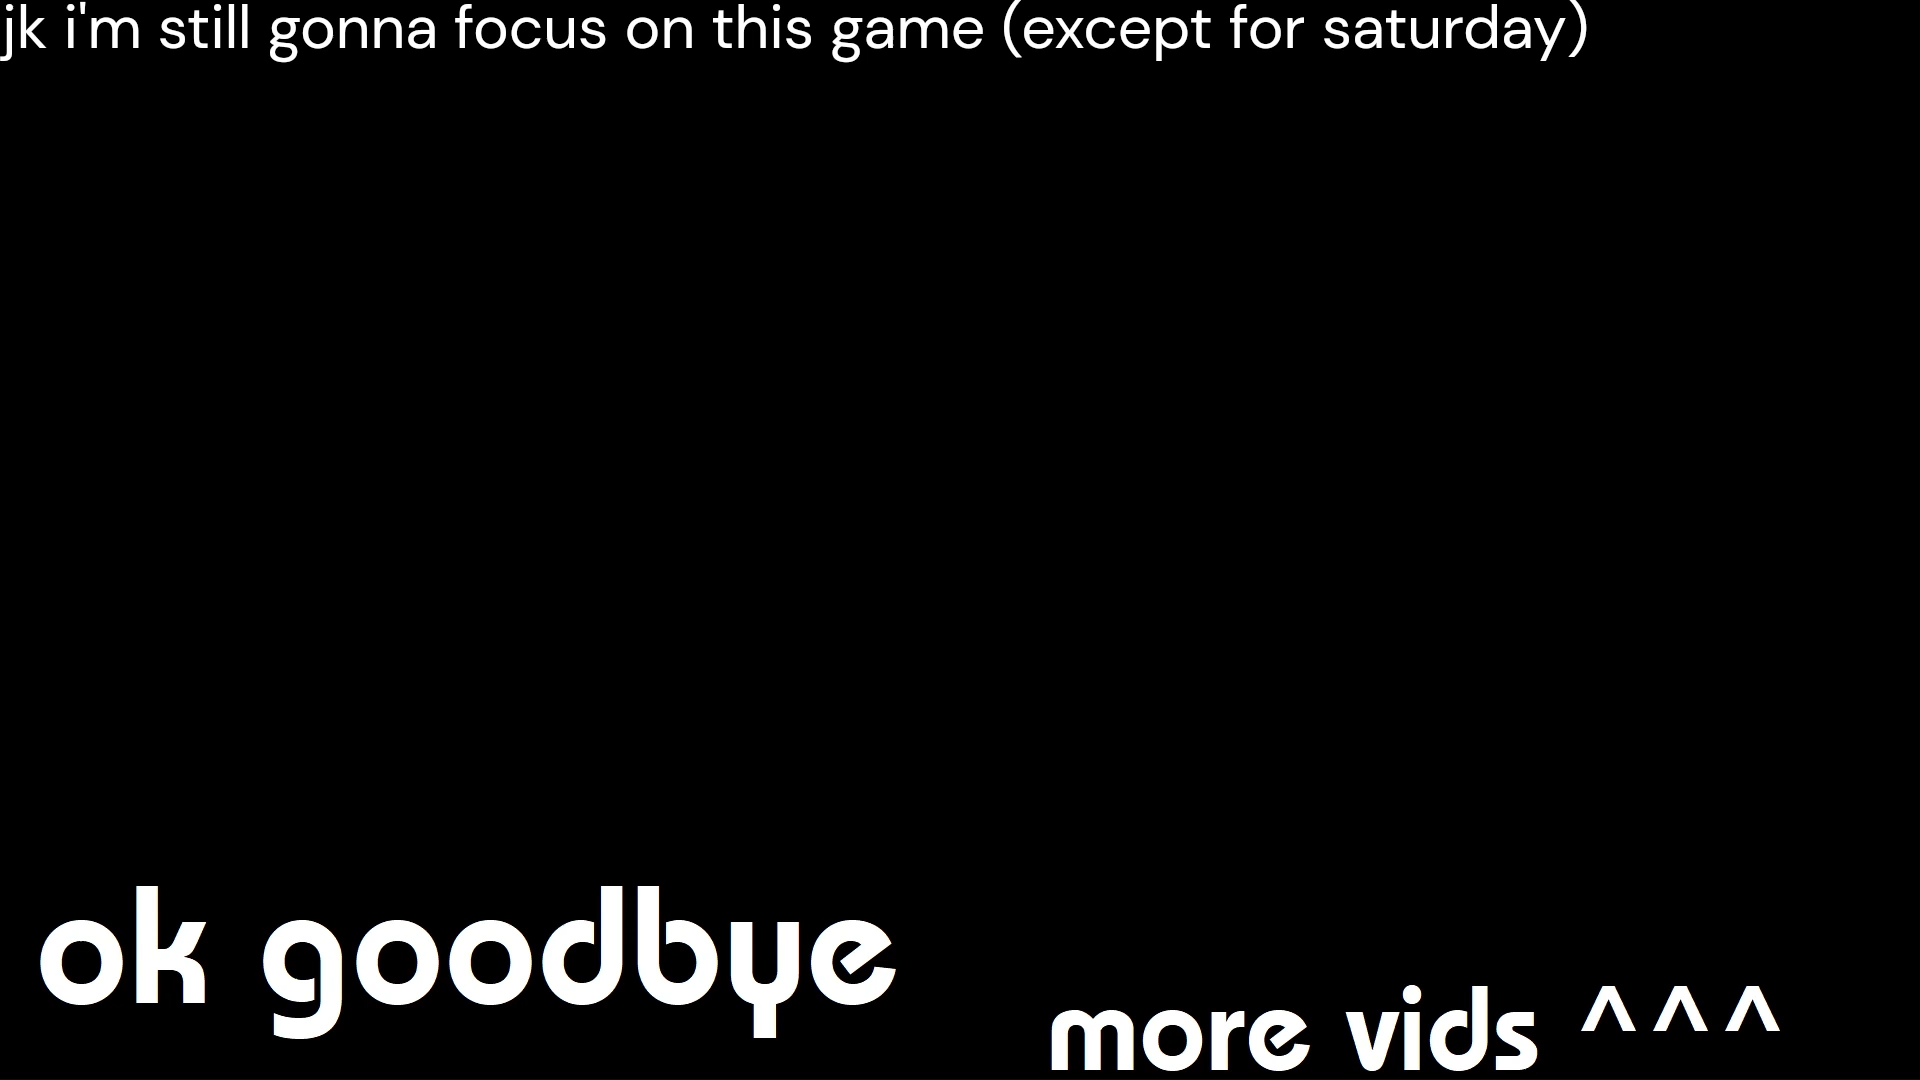 jk i'm still gonna focus on this game (except for saturday)
ok goodbye
more vids ^^^